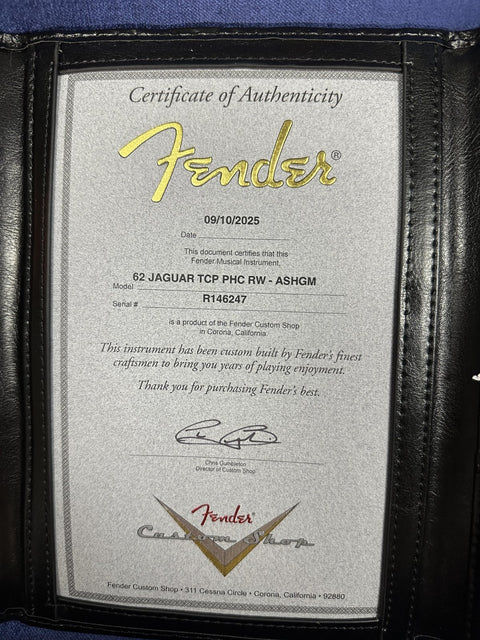 Certificate of Authenticity
Fender®
09/10/2025
Date
This document certifies that this
Fender Musical Instrument,
62 JAGUAR TCP PHC RW - ASHGM
Model
R146247
Serial #
is a product of the Fender Custom Shop
in Corona, California
This instrument has been custom built by Fender's finest
craftsmen to bring you years of playing enjoyment.
Thank you for purchasing Fender's best.
Chris Gumbleton
Director of Custom Shop
Fender
Custom Shop
Fender Custom Shop • 311 Cessna Circle • Corona, California • 92880